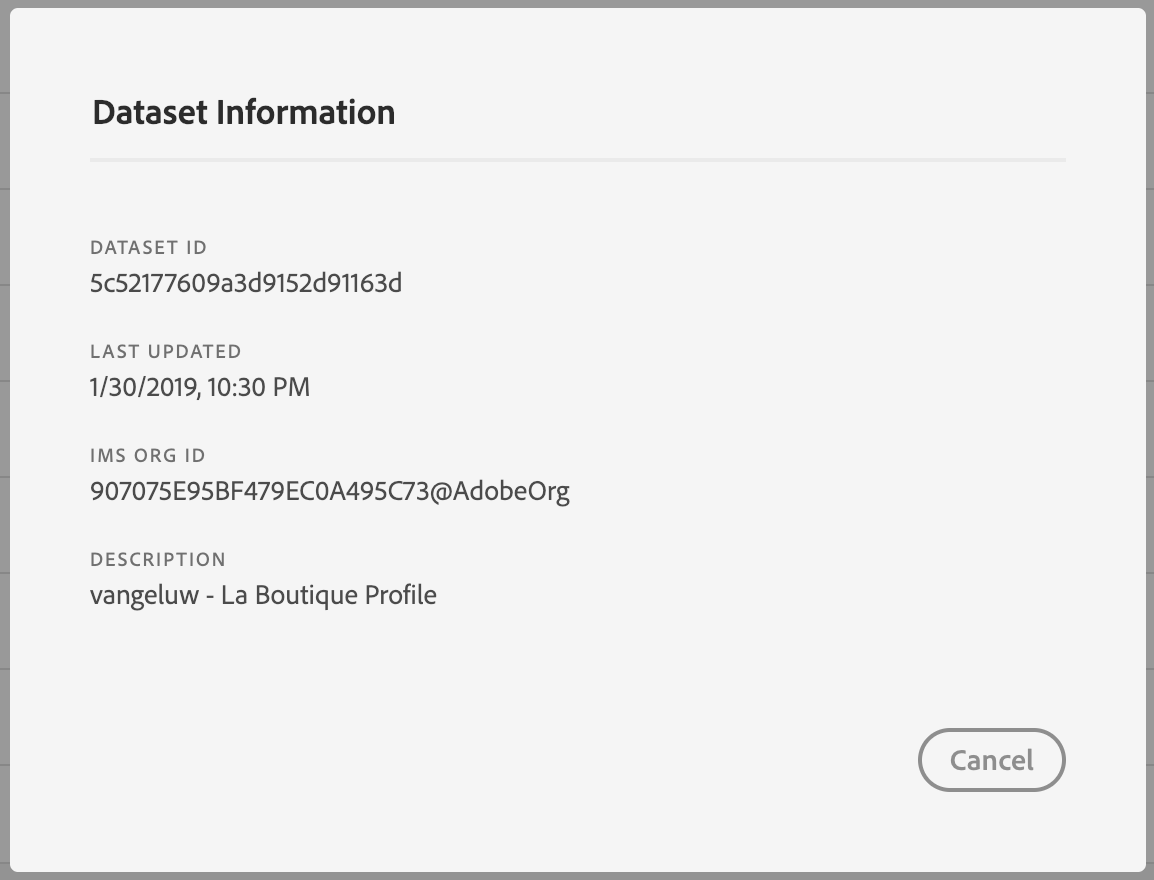 Dataset Information
DATASET ID
5c52177609a3d9152d91163d
LAST UPDATED
1/30/2019, 10:30 PM
IMS ORG ID
907075E95BF479EC0A495C73@AdobeOrg
DESCRIPTION
vangeluw - La Boutique Profile
Cancel